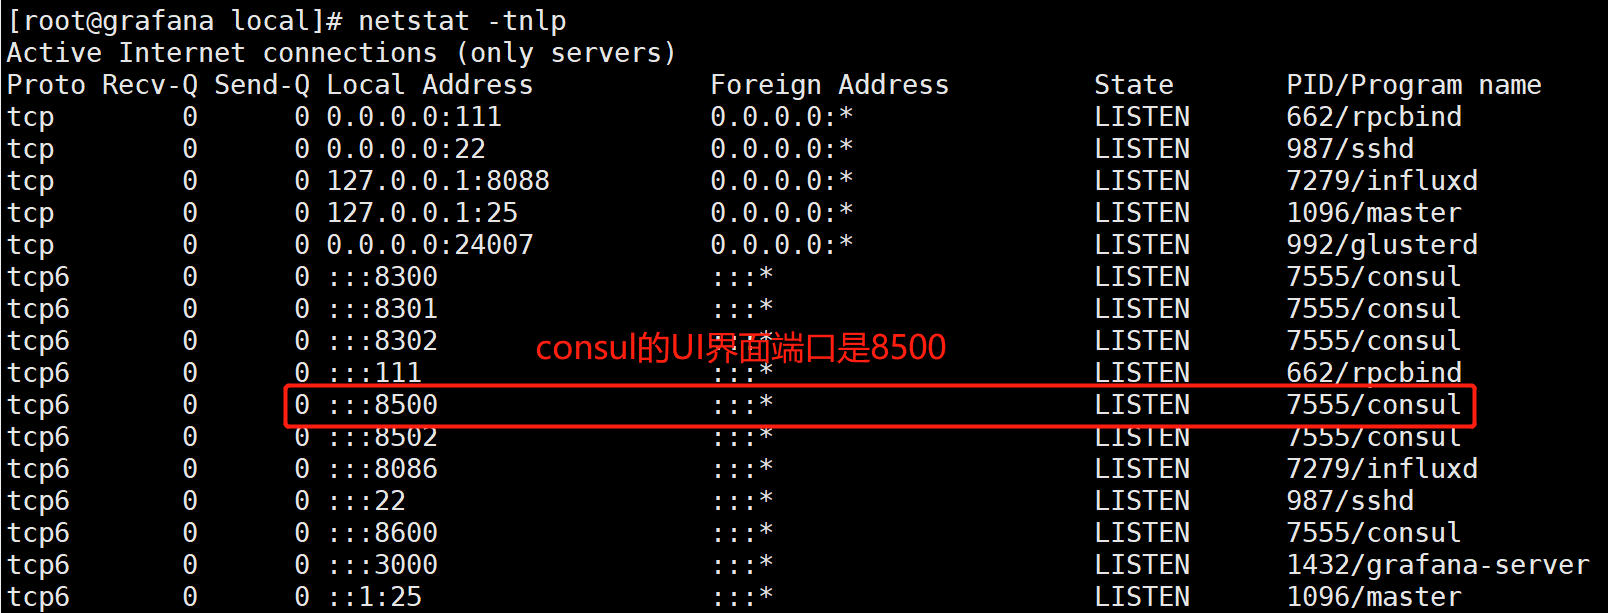 [root@grafana local]# netstat -tnlp
Active Internet connections (only servers)
Proto Recv-Q Send-Q Local Address           Foreign Address         State       PID/Program name
tcp        0      0 0.0.0.0:111             0.0.0.0:*               LISTEN      662/rpcbind
tcp        0      0 0.0.0.0:22              0.0.0.0:*               LISTEN      987/sshd
tcp        0      0 127.0.0.1:8088          0.0.0.0:*               LISTEN      7279/influxd
tcp        0      0 127.0.0.1:25            0.0.0.0:*               LISTEN      1096/master
tcp        0      0 0.0.0.0:24007           0.0.0.0:*               LISTEN      992/glusterd
tcp6       0      0 :::8300                 :::*                    LISTEN      7555/consul
tcp6       0      0 :::8301                 :::*                    LISTEN      7555/consul
tcp6       0      0 :::8302                 :::*                    LISTEN      7555/consul
consul的UI界面端口是8500
tcp6       0      0 :::111                  :::*                    LISTEN      662/rpcbind
tcp6       0      0 :::8500                 :::*                    LISTEN      7555/consul
tcp6       0      0 :::8502                 :::*                    LISTEN      7555/consul
tcp6       0      0 :::8086                 :::*                    LISTEN      7279/influxd
tcp6       0      0 :::22                   :::*                    LISTEN      987/sshd
tcp6       0      0 :::8600                 :::*                    LISTEN      7555/consul
tcp6       0      0 :::3000                 :::*                    LISTEN      1432/grafana-server
tcp6       0      0 ::1:25                  :::*                    LISTEN      1096/master